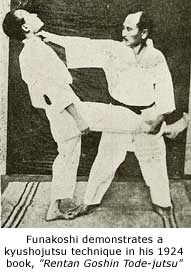 Funakoshi demonstrates a
kyushojutsu technique in his 1924
book, "Rentan Goshin Tode-jutsu"